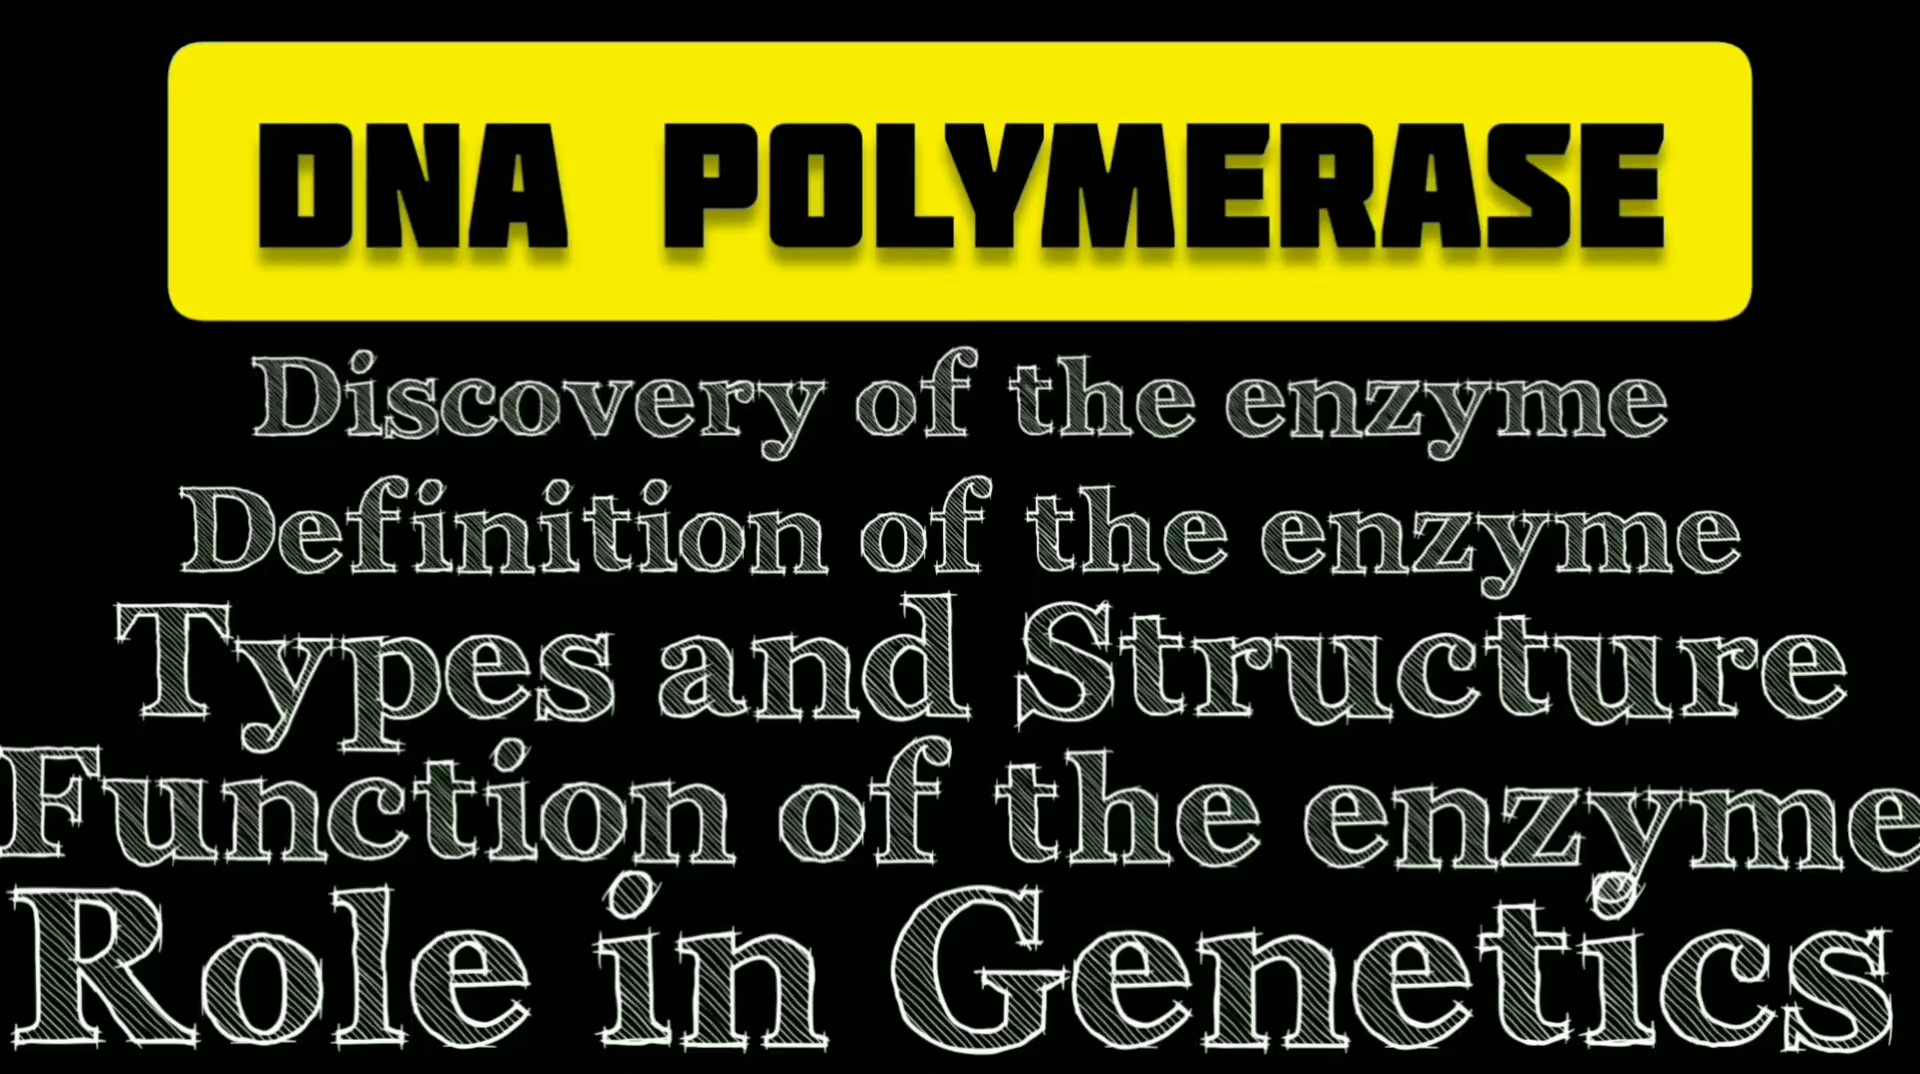 DNA POLYMERASE
Discovery of the enzyme
Definition of the enzyme
Types and Structure
Function of the enzyme
Role in Genetics